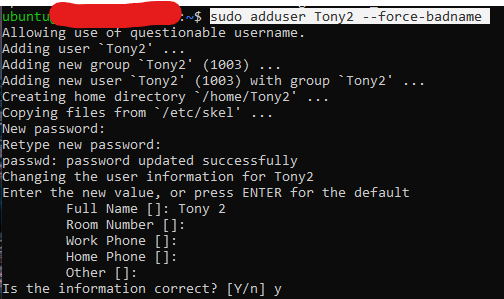 ubuntu :~$ sudo adduser Tony2 --force-badname
Allowing use of questionable username.
Adding user `Tony2' ...
Adding new group `Tony2' (1003) ...
Adding new user `Tony2' (1003) with group `Tony2' ...
Creating home directory `/home/Tony2' ...
Copying files from `/etc/skel' ...
New password:
Retype new password:
passwd: password updated successfully
Changing the user information for Tony2
Enter the new value, or press ENTER for the default
Full Name []: Tony 2
Room Number []:
Work Phone []:
Home Phone []:
Other []:
Is the information correct? [Y/n] y